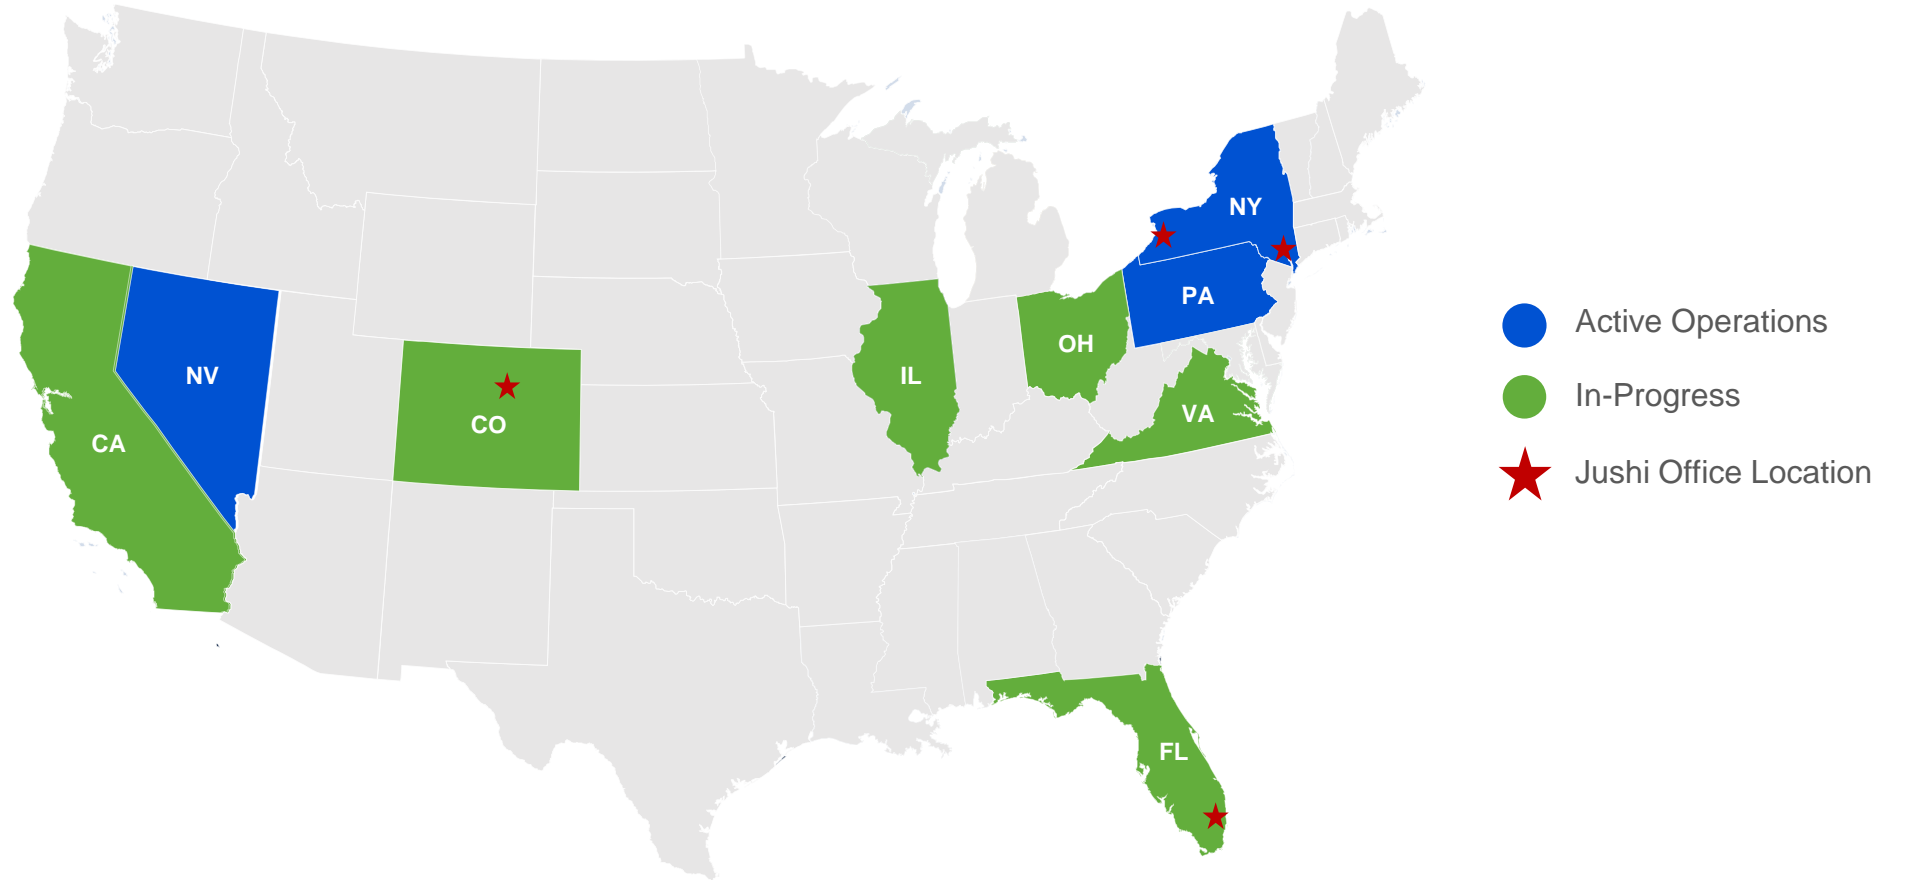 NY
PA
OH
IL
NV
VA
CO
CA
FL
Active Operations
In-Progress
Jushi Office Location